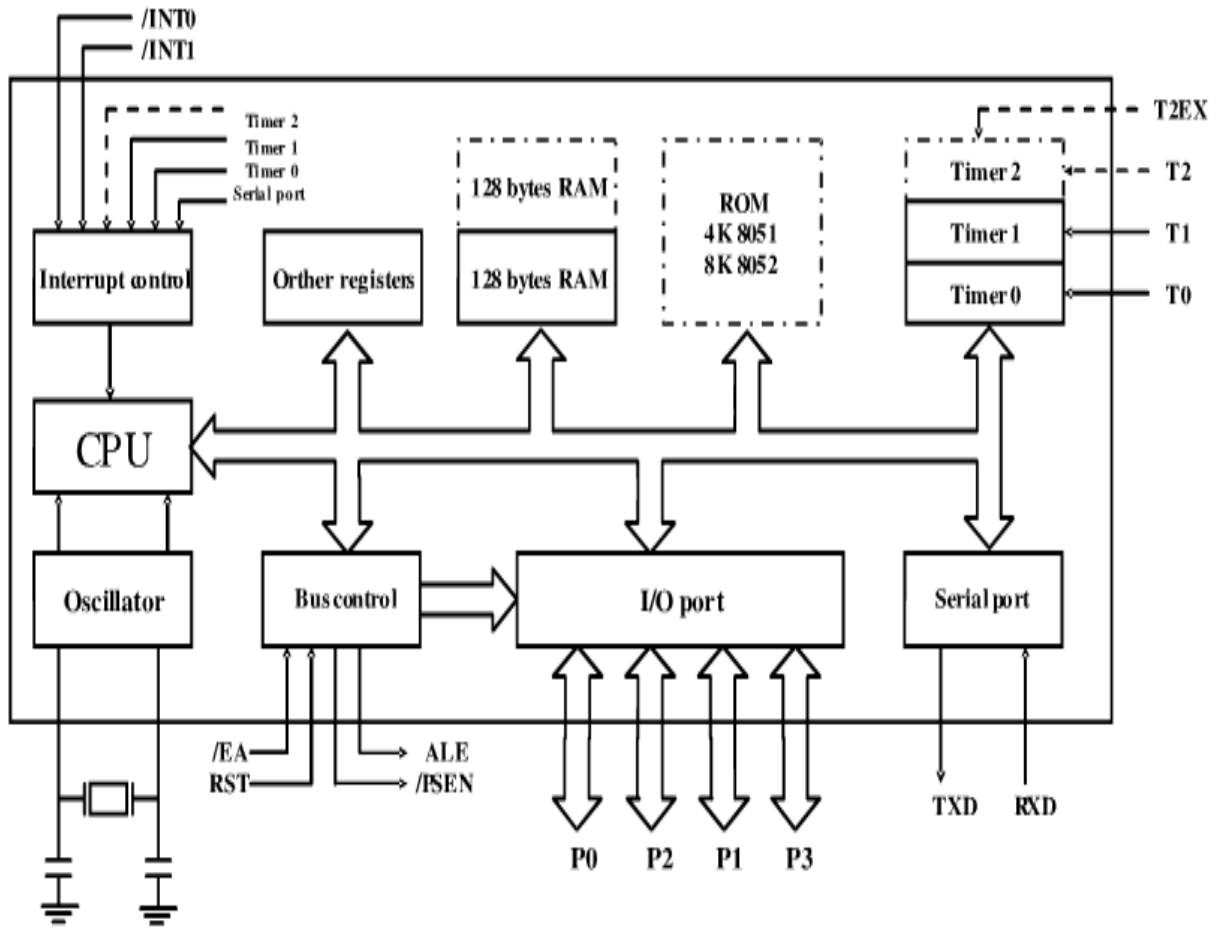 /INT0
/INT1
Timer 2
Timer 1
Timer 0
Serial port
T2EX
T2
T1
T0
Interrupt control
Orther registers
128 bytes RAM
128 bytes RAM
ROM
4K 8051
8K 8052
Timer 2
Timer 1
Timer 0
CPU
Oscillator
Bus control
I/O port
Serial port
/EA
RST
ALE
/PSEN
P0
P2
P1
P3
TXD
RXD